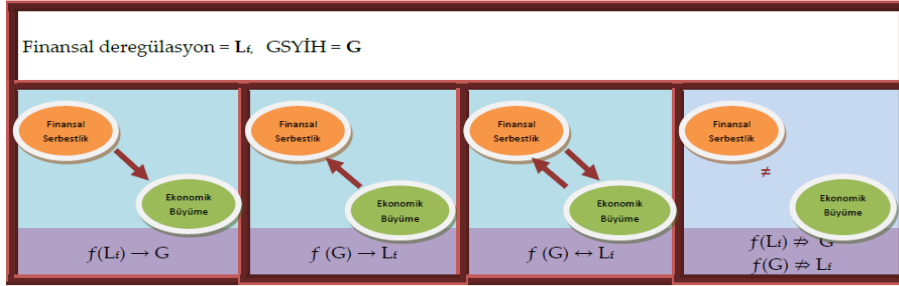 Finansal deregülasyon = Lf,   GSYİH = G
Finansal
Serbestlik
Ekonomik
Büyüme
f(Lf) → G
Finansal
Serbestlik
Ekonomik
Büyüme
f (G) → Lf
Finansal
Serbestlik
Ekonomik
Büyüme
f (G) ↔ Lf
Finansal
Serbestlik
≠
Ekonomik
Büyüme
f(Lf) ⇏ G
f(G) ⇏ Lf